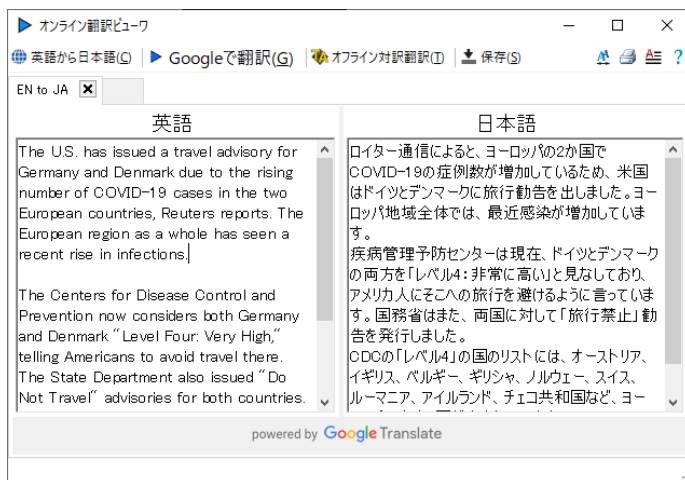 オンライン翻訳ビューワ
英語から日本語(C) Googleで翻訳(G) オフライン対訳翻訳(T) 保存(S)
EN to JA
英語
The U.S. has issued a travel advisory for
Germany and Denmark due to the rising
number of COVID-19 cases in the two
European countries, Reuters reports. The
European region as a whole has seen a
recent rise in infections.
The Centers for Disease Control and
Prevention now considers both Germany
and Denmark “Level Four: Very High,”
telling Americans to avoid travel there.
The State Department also issued “Do
Not Travel” advisories for both countries.
日本語
ロイター通信によると、ヨーロッパの2か国で
COVID-19の症例数が増加しているため、米国
はドイツとデンマークに旅行勧告を出しました。ヨー
ロッパ地域全体では、最近感染が増加していま
す。
疾病管理予防センターは現在、ドイツとデンマーク
の両方を「レベル4:非常に高い」と見なしており、
アメリカ人にそこへの旅行を避けるように言っていま
す。国務省はまた、両国に対して「旅行禁止」勧
告を発行しました。
CDCの「レベル4」の国のリストには、オーストリア、
イギリス、ベルギー、ギリシャ、ノルウェー、スイス、
ルーマニア、アイルランド、チェコ共和国など、ヨー
powered by Google Translate